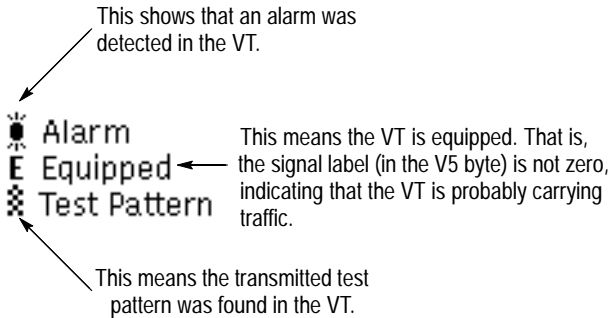 This shows that an alarm was
detected in the VT.
Alarm
E Equipped
Test Pattern
This means the VT is equipped. That is,
the signal label (in the V5 byte) is not zero,
indicating that the VT is probably carrying
traffic.
This means the transmitted test
pattern was found in the VT.